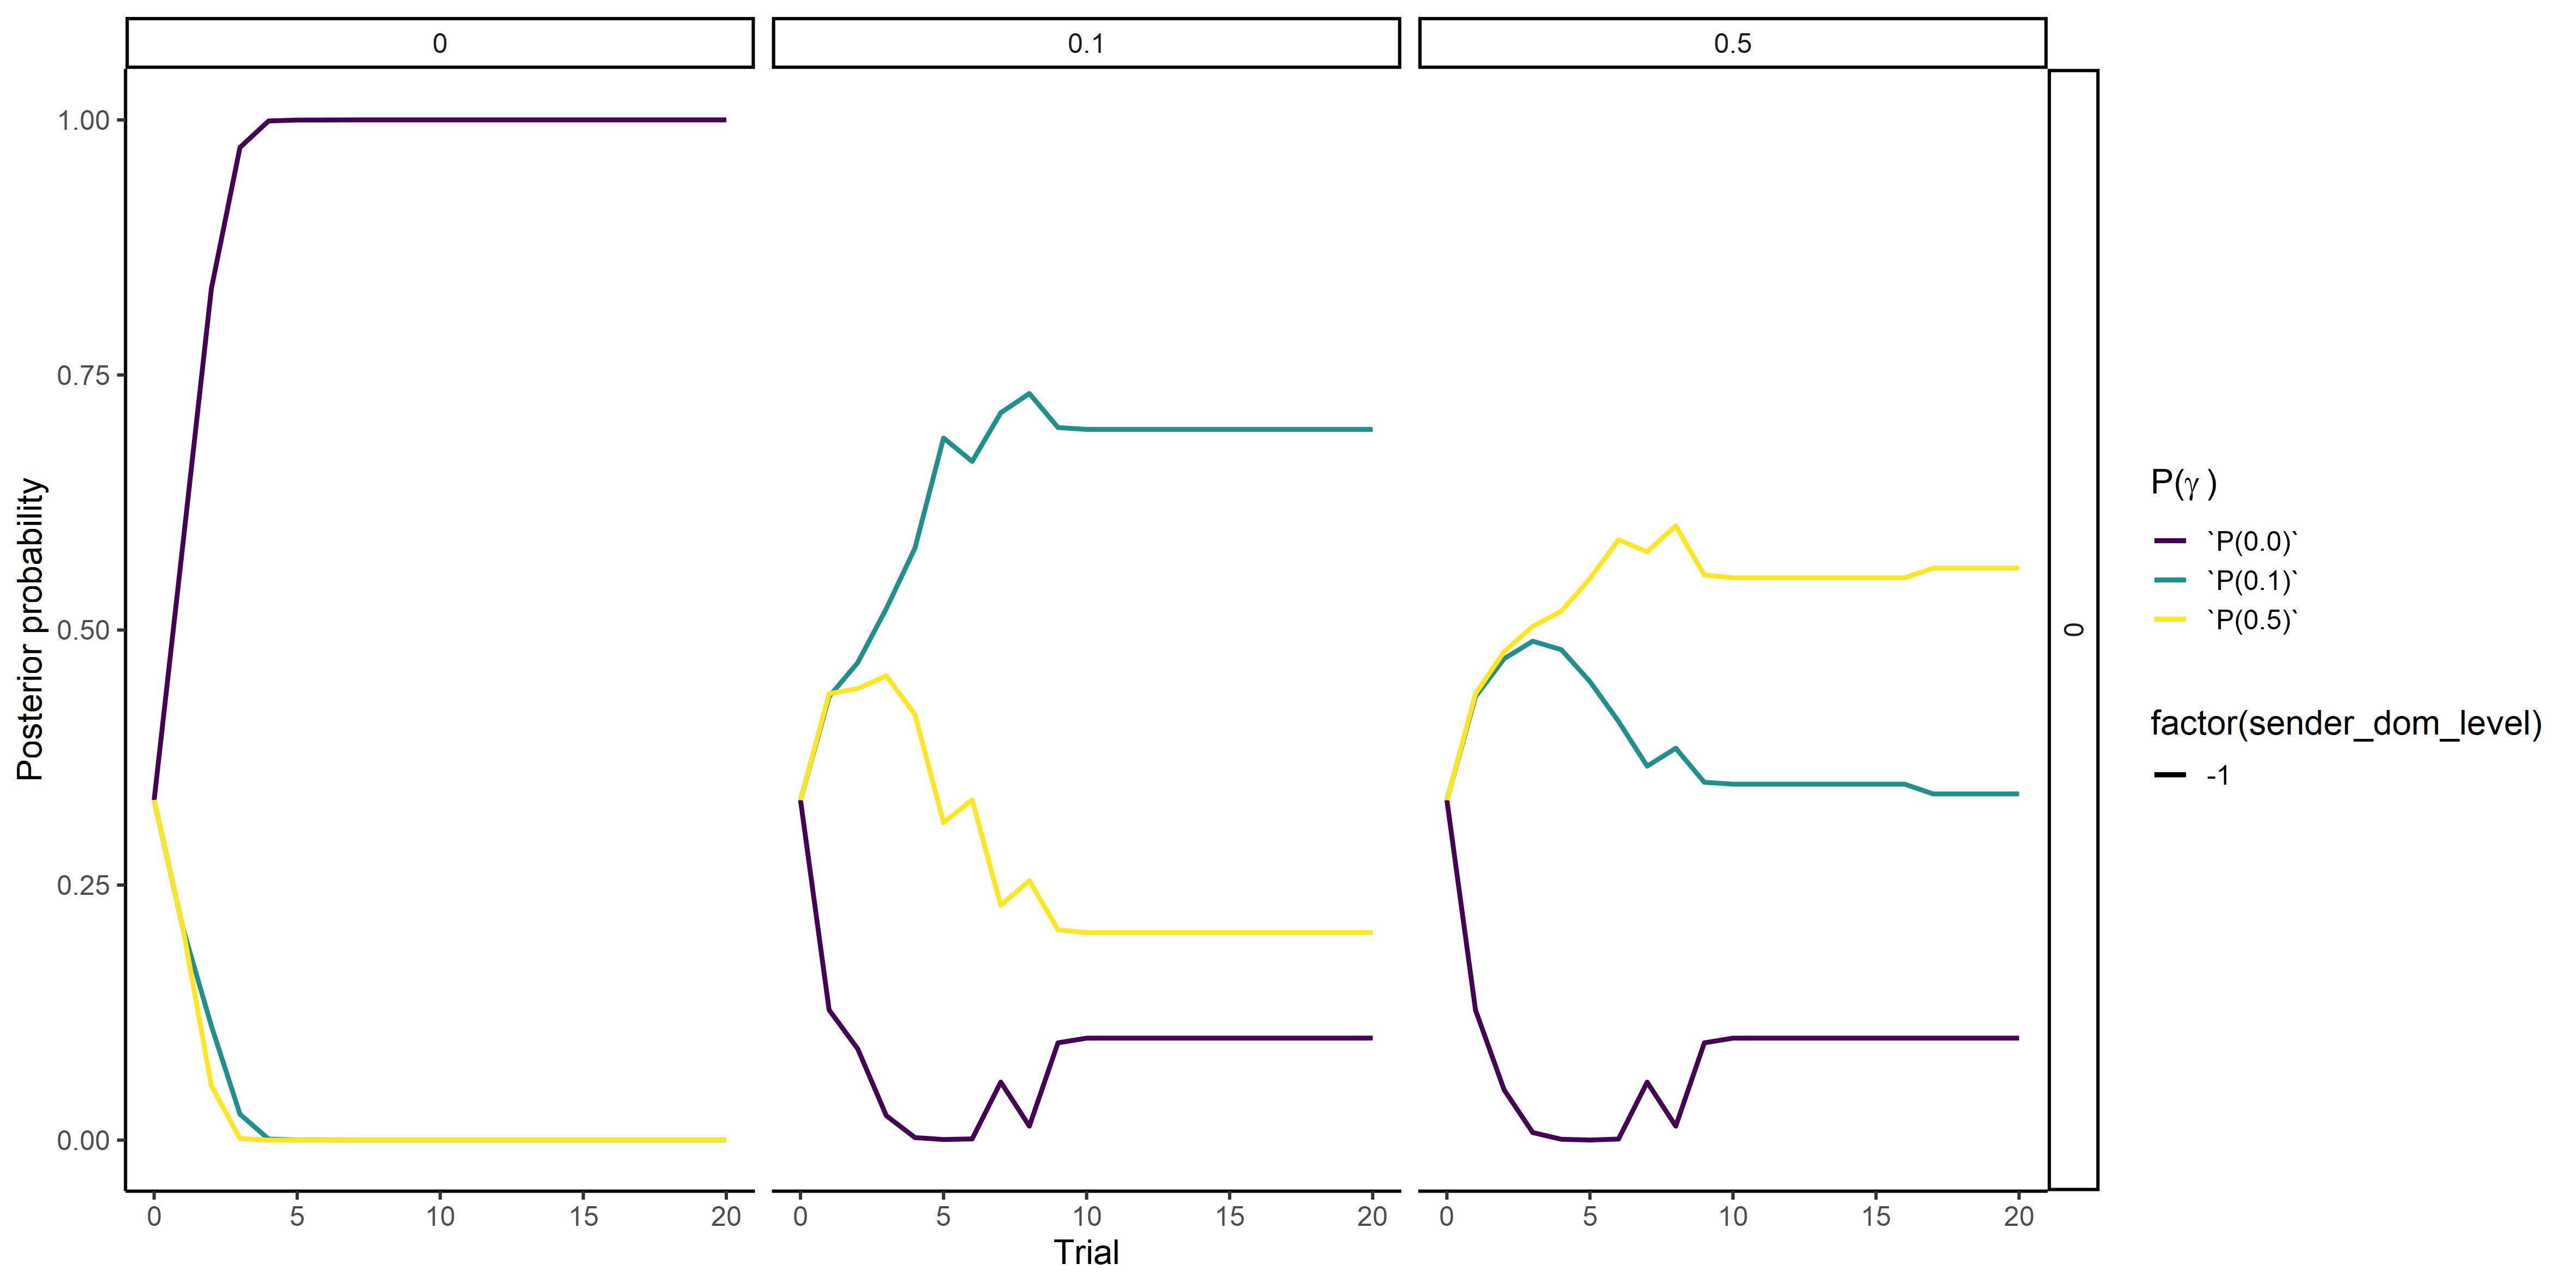 0
0.1
0.5
0
Posterior probability
1.00
0.75
0.50
0.25
0.00
0 5 10 15 20
0 5 10 15 20
0 5 10 15 20
Trial
P(γ)
`P(0.0)`
`P(0.1)`
`P(0.5)`
factor(sender_dom_level)
-1